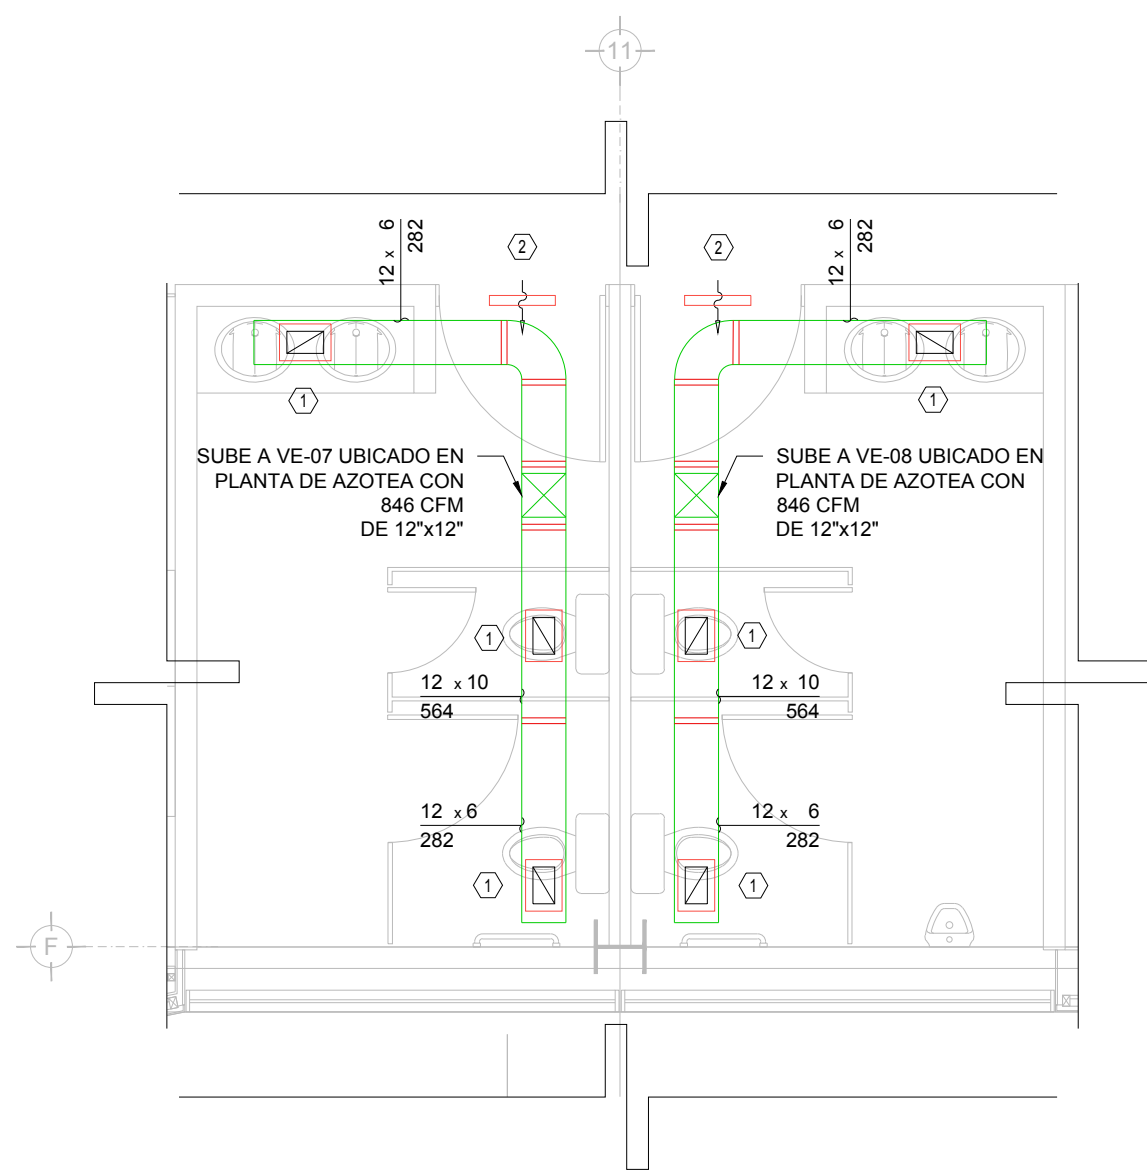 11
12 x 6
282
2
2
12 x 6
282
1
1
SUBE A VE-07 UBICADO EN
PLANTA DE AZOTEA CON
846 CFM
DE 12"x12"
SUBE A VE-08 UBICADO EN
PLANTA DE AZOTEA CON
846 CFM
DE 12"x12"
1
1
12 x 10
564
12 x 10
564
12 x 6
282
12 x 6
282
1
1
F